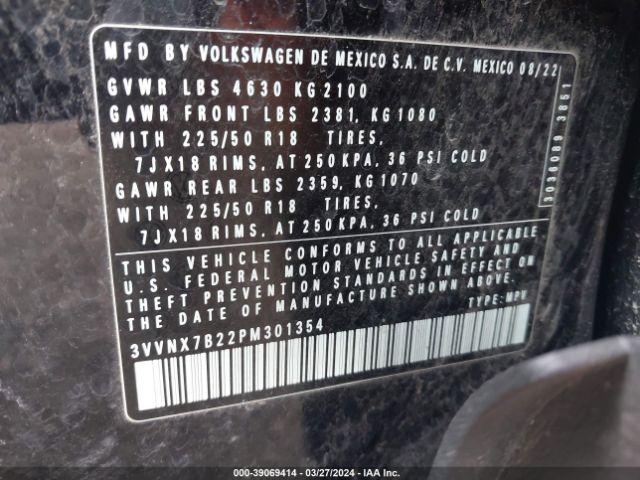 MFD BY VOLKSWAGEN DE MEXICO S.A. DE C.V. MEXICO 08/22
GVWR LBS 4630 KG 2100
GAWR FRONT LBS 2381, KG 1080
WITH 225/50 R18 TIRES,
7JX18 RIMS, AT 250 KPA, 36 PSI COLD
GAWR REAR LBS 2359, KG 1070
WITH 225/50 R18 TIRES,
7JX18 RIMS, AT 250 KPA, 36 PSI COLD
3036089 3851
THIS VEHICLE CONFORMS TO ALL APPLICABLE
U.S. FEDERAL MOTOR VEHICLE SAFETY AND
THEFT PREVENTION STANDARDS IN EFFECT ON
THE DATE OF MANUFACTURE SHOWN ABOVE.
3VVNX7B22PM301354 TYPE: MPV
000-39069414 - 03/27/2024 - IAA Inc.